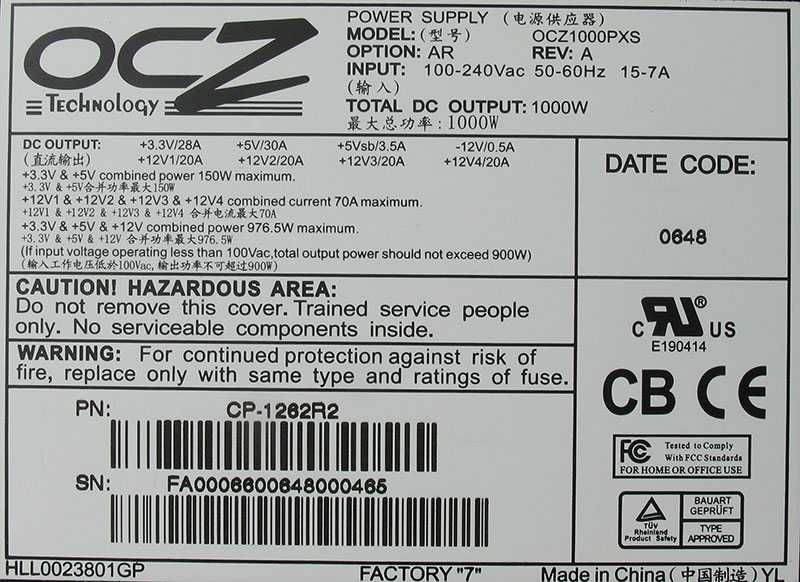 OCZ
Technology
POWER SUPPLY (电源供应器)
MODEL: (型号) OCZ1000PXS
OPTION: AR REV: A
INPUT: 100-240Vac 50-60Hz 15-7A
(输入)
TOTAL DC OUTPUT: 1000W
最大总功率: 1000W
DC OUTPUT: +3.3V/28A +5V/30A +5Vsb/3.5A -12V/0.5A
(直流输出) +12V1/20A +12V2/20A +12V3/20A +12V4/20A
+3.3V & +5V combined power 150W maximum.
+3.3V & +5V合并功率最大150W
+12V1 & +12V2 & +12V3 & +12V4 combined current 70A maximum.
+12V1 & +12V2 & +12V3 & +12V4 合并电流最大70A
+3.3V & +5V & +12V combined power 976.5W maximum.
+3.3V & +5V & +12V 合并功率最大976.5W
(If input voltage operating less than 100Vac,total output power should not exceed 900W)
(输入工作电压低於100Vac, 输出功率不可超过900W)
DATE CODE:
0648
CAUTION! HAZARDOUS AREA:
Do not remove this cover. Trained service people
only. No serviceable components inside.
WARNING: For continued protection against risk of
fire, replace only with same type and ratings of fuse.
PN: CP-1262R2
SN: FA0006600648000465
c RU ® US
E190414
CB CE
FC Tested to Comply
With FCC Standards
FOR HOME OR OFFICE USE
TÜV
Rheinland
Product Safety
BAUART
GEPRÜFT
TYPE
APPROVED
HLL0023801GP FACTORY "7" Made in China (中国制造) YL